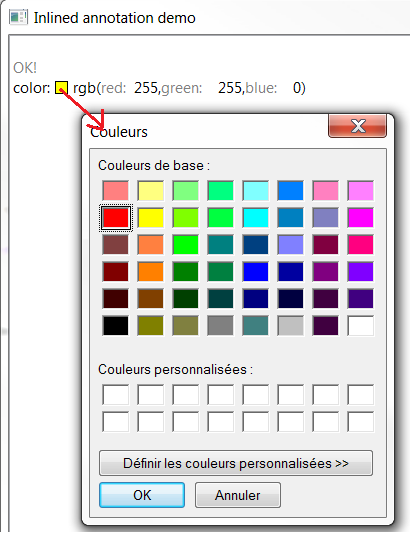 Inlined annotation demo
OK!
color: rgb(red: 255,green: 255,blue: 0)
Couleurs
Couleurs de base :
Couleurs personnalisées :
Définir les couleurs personnalisées >>
OK
Annuler